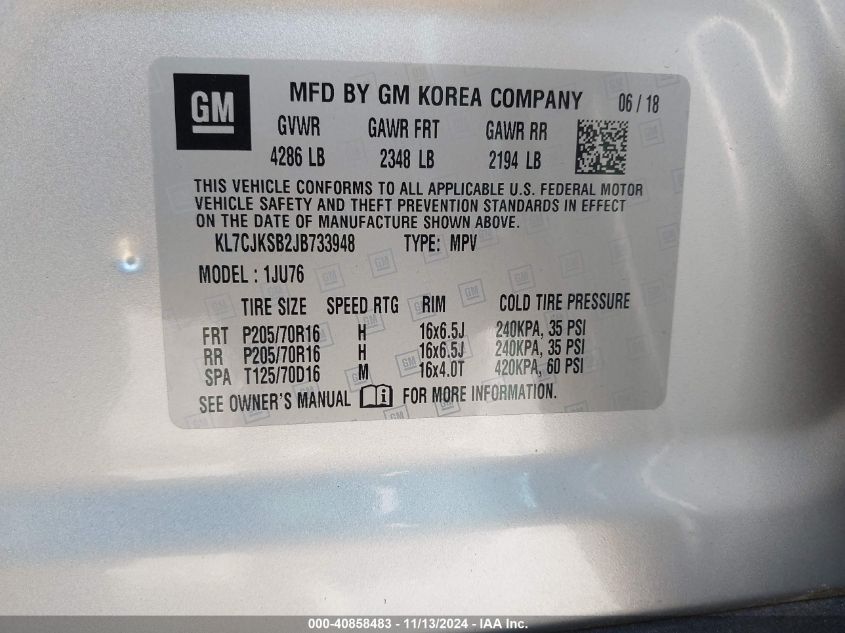 GM MFD BY GM KOREA COMPANY 06 / 18
GVWR GAWR FRT GAWR RR
4286 LB 2348 LB 2194 LB
THIS VEHICLE CONFORMS TO ALL APPLICABLE U.S. FEDERAL MOTOR
VEHICLE SAFETY AND THEFT PREVENTION STANDARDS IN EFFECT
ON THE DATE OF MANUFACTURE SHOWN ABOVE.
KL7CJKSB2JB733948 TYPE: MPV
MODEL : 1JU76
TIRE SIZE SPEED RTG RIM COLD TIRE PRESSURE
FRT P205/70R16 H 16x6.5J 240KPA, 35 PSI
RR P205/70R16 H 16x6.5J 240KPA, 35 PSI
SPA T125/70D16 M 16x4.0T 420KPA, 60 PSI
SEE OWNER'S MANUAL FOR MORE INFORMATION.
000-40858483 - 11/13/2024 - IAA Inc.